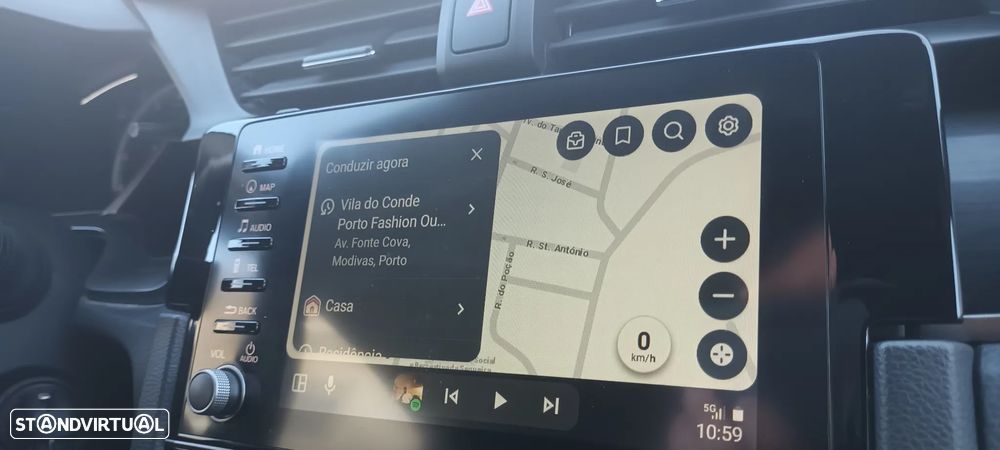 HOME
MAP
AUDIO
TEL
BACK
VOL
AUDIO
Conduzir agora
Vila do Conde
Porto Fashion Ou...
Av. Fonte Cova,
Modivas, Porto
Casa
Residência
R. S. José
R. St. António
R. do Poção
0
km/h
5G
10:59
STANDVIRTUAL